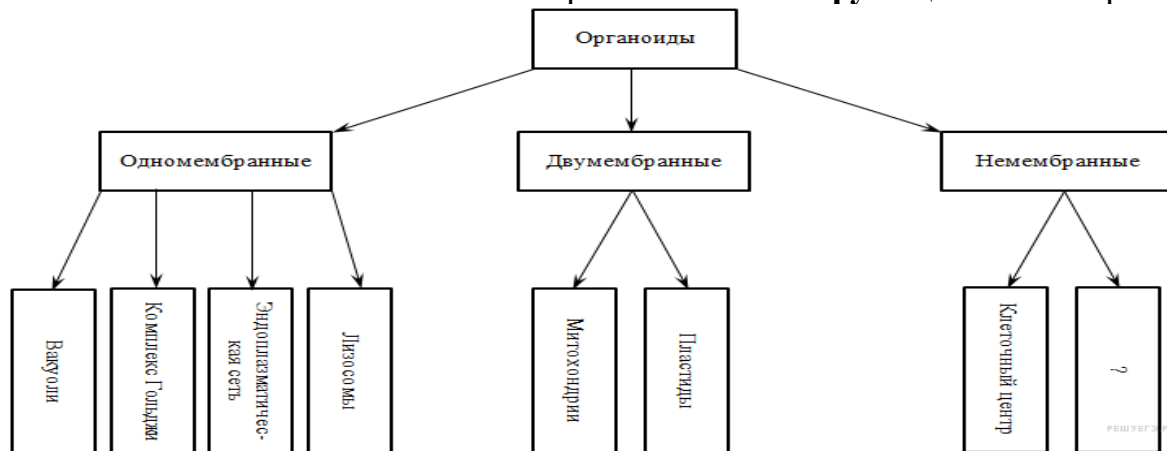 Органоиды
Одномембранные
Двумембранные
Немембранные
Вакуоли
Комплекс Гольджи
Эндоплазматичес-
кая сеть
Лизосомы
Митохондрии
Пластиды
Клеточный центр
?